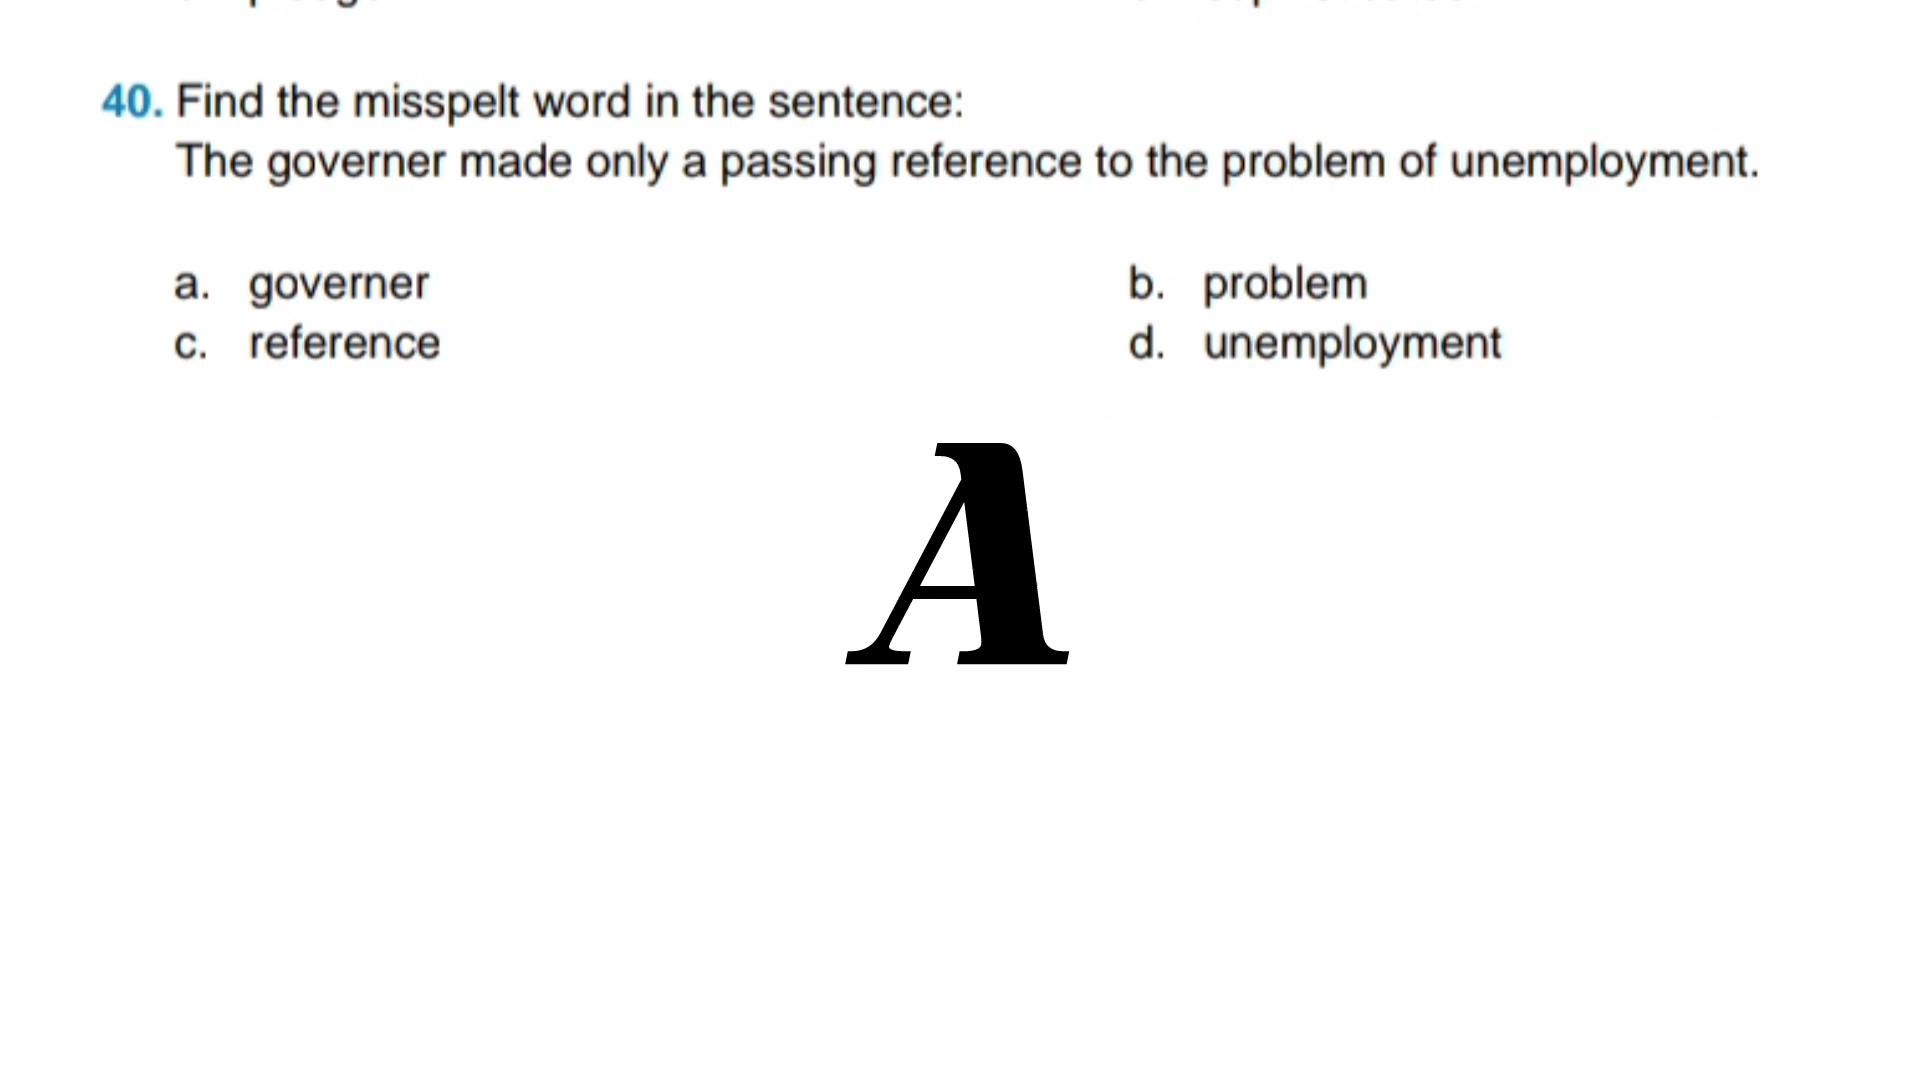 40. Find the misspelt word in the sentence:
The governer made only a passing reference to the problem of unemployment.
a. governer b. problem
c. reference d. unemployment
A